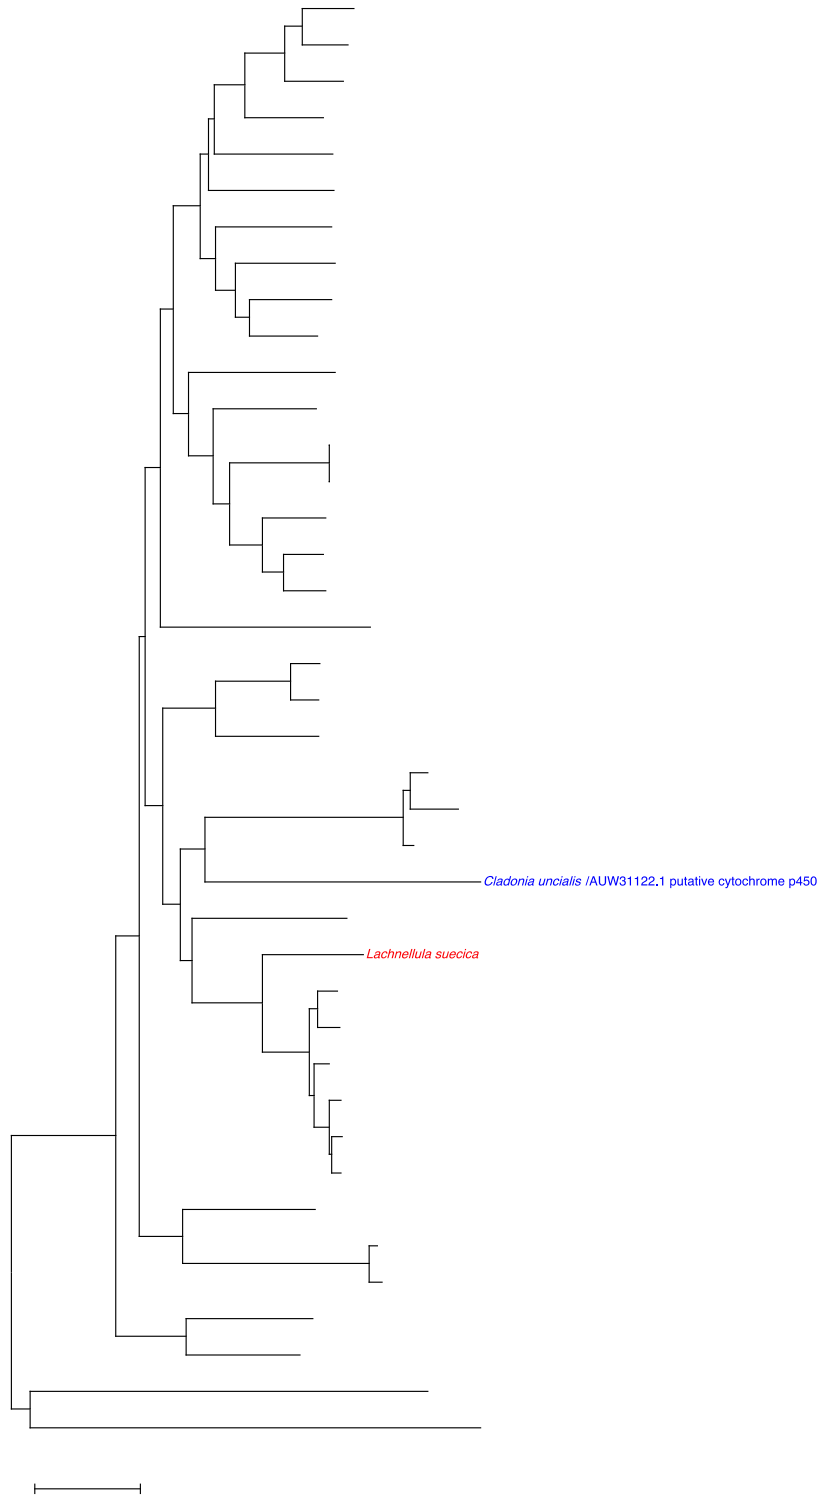 Cladonia uncialis /AUW31122.1 putative cytochrome p450
Lachnellula suecica